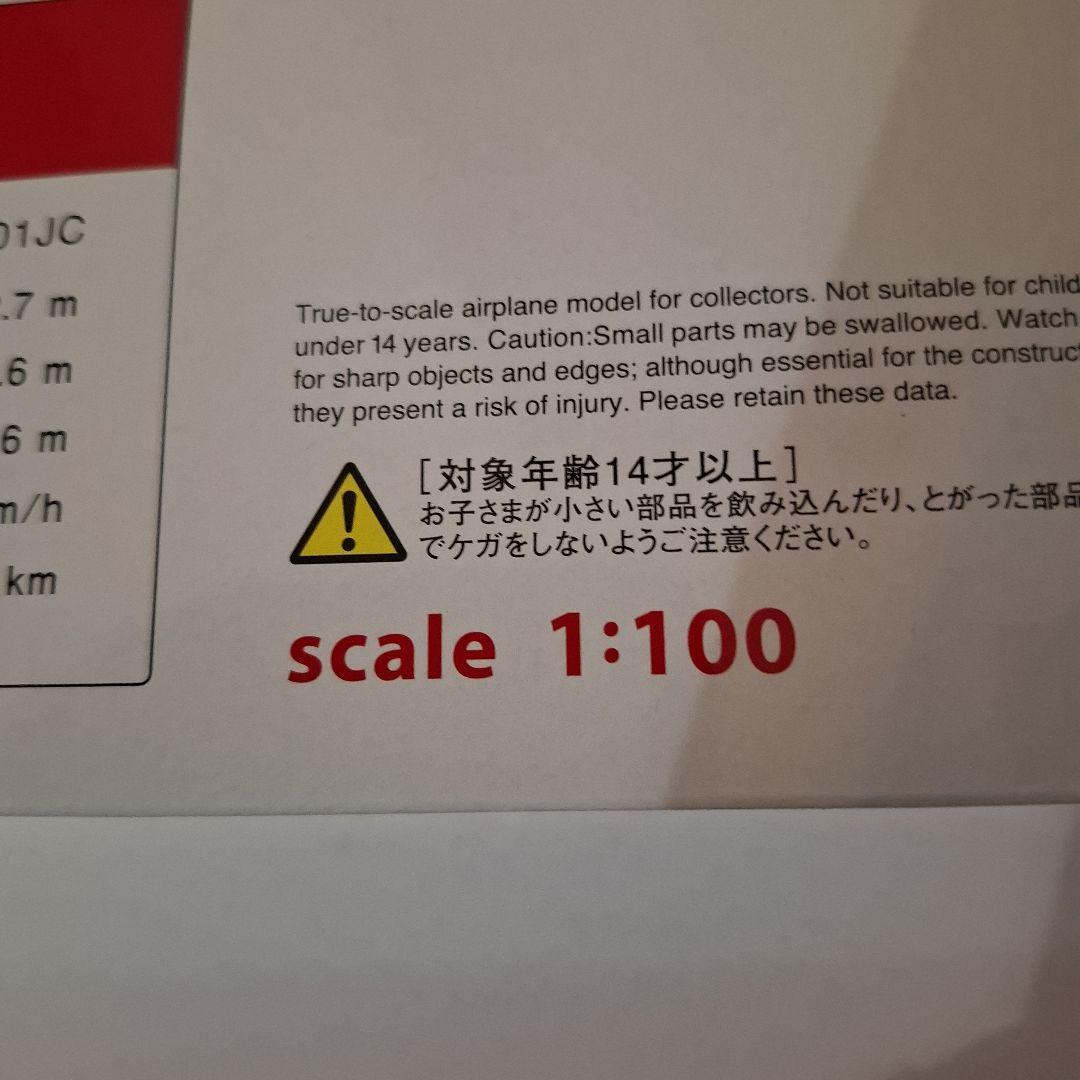 01JC
.7 m
.6 m
6 m
m/h
km
True-to-scale airplane model for collectors. Not suitable for child
under 14 years. Caution:Small parts may be swallowed. Watch
for sharp objects and edges; although essential for the construct
they present a risk of injury. Please retain these data.
[対象年齢14才以上]
お子さまが小さい部品を飲み込んだり、とがった部品
でケガをしないようご注意ください。
scale 1:100